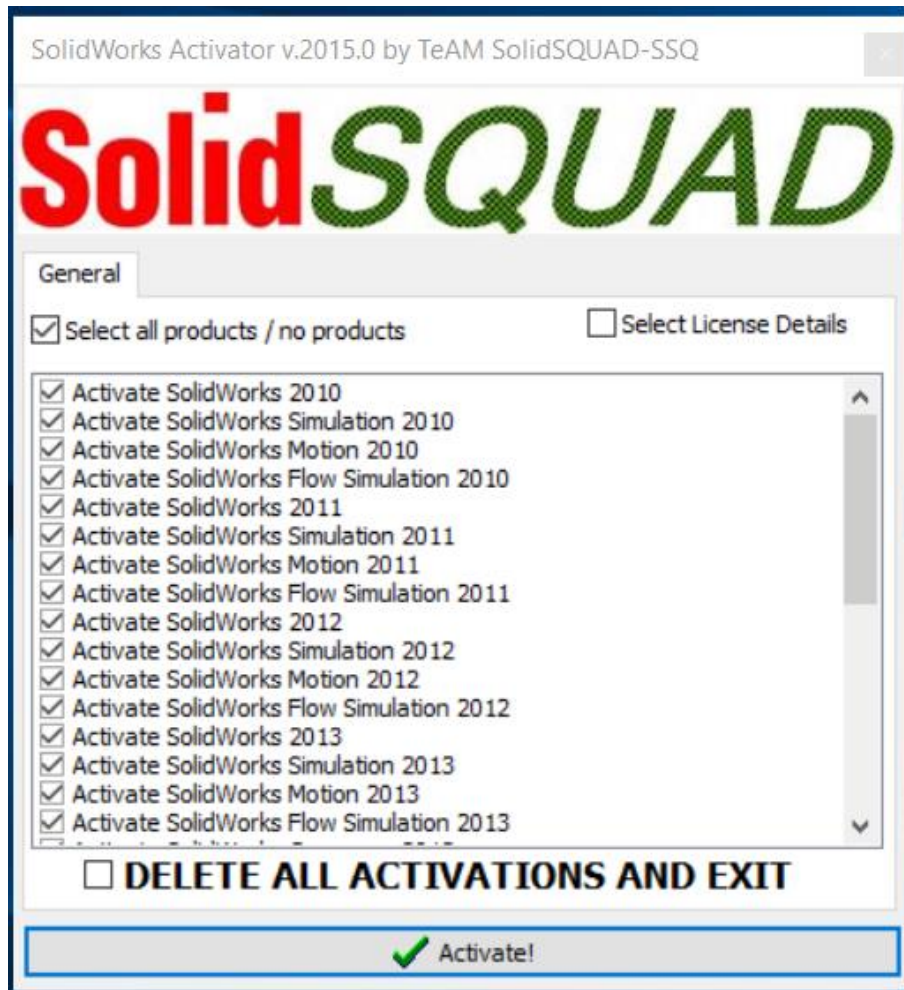 SolidWorks Activator v.2015.0 by TeAM SolidSQUAD-SSQ
SolidSQUAD
General
Select all products / no products
Select License Details
Activate SolidWorks 2010
Activate SolidWorks Simulation 2010
Activate SolidWorks Motion 2010
Activate SolidWorks Flow Simulation 2010
Activate SolidWorks 2011
Activate SolidWorks Simulation 2011
Activate SolidWorks Motion 2011
Activate SolidWorks Flow Simulation 2011
Activate SolidWorks 2012
Activate SolidWorks Simulation 2012
Activate SolidWorks Motion 2012
Activate SolidWorks Flow Simulation 2012
Activate SolidWorks 2013
Activate SolidWorks Simulation 2013
Activate SolidWorks Motion 2013
Activate SolidWorks Flow Simulation 2013
DELETE ALL ACTIVATIONS AND EXIT
Activate!